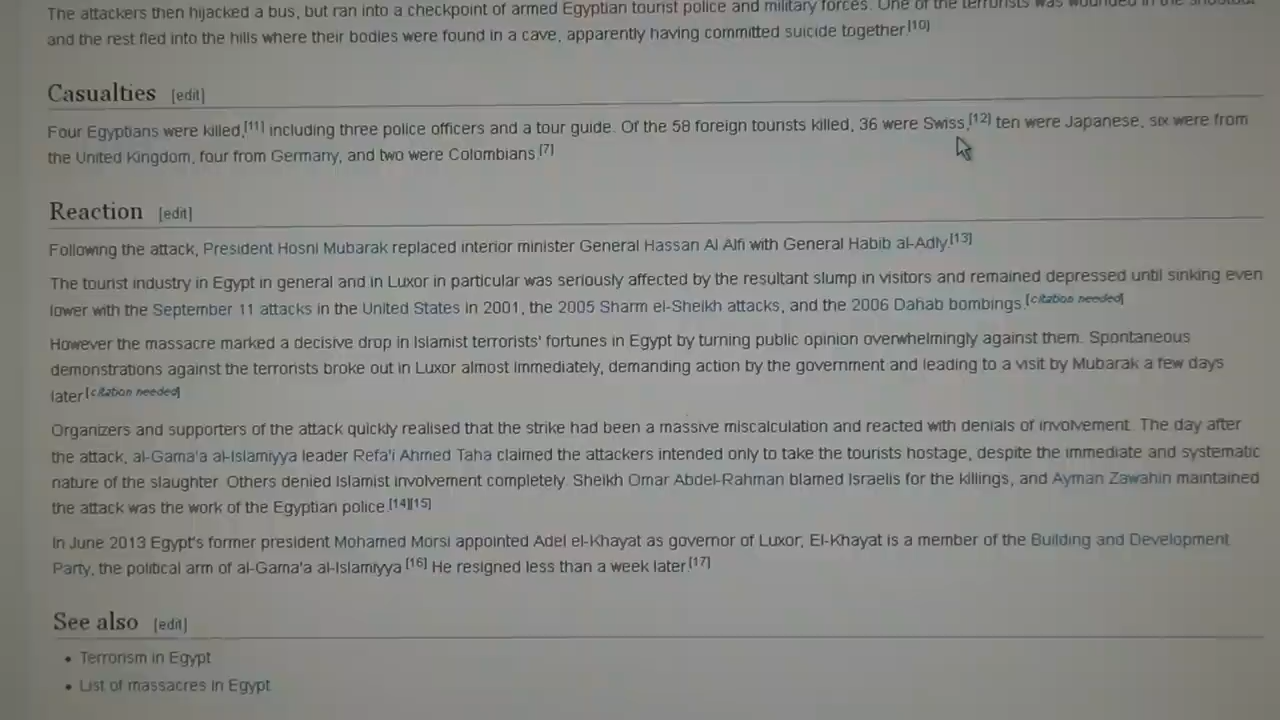 The attackers then hijacked a bus, but ran into a checkpoint of armed Egyptian tourist police and military forces. One of the terrorists was wounded in the shootout
and the rest fled into the hills where their bodies were found in a cave, apparently having committed suicide together.[10]
Casualties [edit]
Four Egyptians were killed,[11] including three police officers and a tour guide. Of the 58 foreign tourists killed, 36 were Swiss,[12] ten were Japanese, six were from
the United Kingdom, four from Germany, and two were Colombians.[7]
Reaction [edit]
Following the attack, President Hosni Mubarak replaced interior minister General Hassan Al Alfi with General Habib al-Adly.[13]
The tourist industry in Egypt in general and in Luxor in particular was seriously affected by the resultant slump in visitors and remained depressed until sinking even
lower with the September 11 attacks in the United States in 2001, the 2005 Sharm el-Sheikh attacks, and the 2006 Dahab bombings.[citation needed]
However the massacre marked a decisive drop in Islamist terrorists' fortunes in Egypt by turning public opinion overwhelmingly against them. Spontaneous
demonstrations against the terrorists broke out in Luxor almost immediately, demanding action by the government and leading to a visit by Mubarak a few days
later.[citation needed]
Organizers and supporters of the attack quickly realised that the strike had been a massive miscalculation and reacted with denials of involvement. The day after
the attack, al-Gama'a al-Islamiyya leader Refa'i Ahmed Taha claimed the attackers intended only to take the tourists hostage, despite the immediate and systematic
nature of the slaughter. Others denied Islamist involvement completely. Sheikh Omar Abdel-Rahman blamed Israelis for the killings, and Ayman Zawahiri maintained
the attack was the work of the Egyptian police.[14][15]
In June 2013 Egypt's former president Mohamed Morsi appointed Adel el-Khayat as governor of Luxor; El-Khayat is a member of the Building and Development
Party, the political arm of al-Gama'a al-Islamiyya.[16] He resigned less than a week later.[17]
See also [edit]
• Terrorism in Egypt
• List of massacres in Egypt